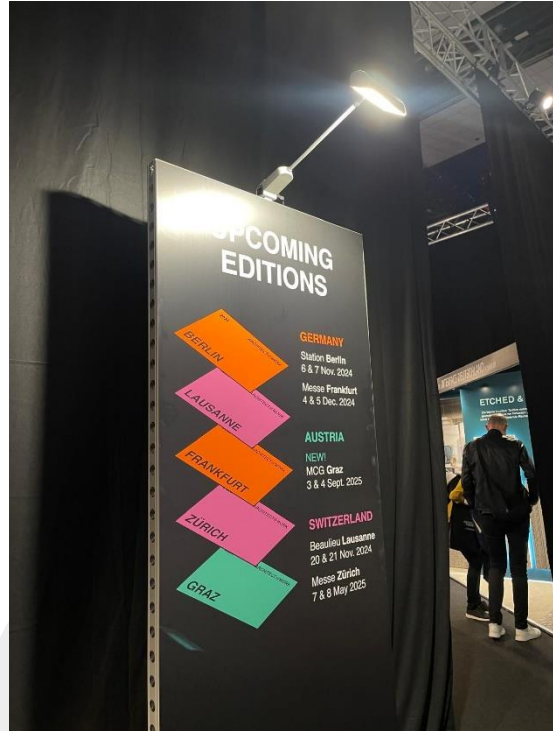 UPCOMING
EDITIONS
BERLIN
LAUSANNE
FRANKFURT
ZÜRICH
GRAZ
GERMANY
Station Berlin
6 & 7 Nov. 2024
Messe Frankfurt
4 & 5 Dec. 2024
AUSTRIA
NEW!
MCG Graz
3 & 4 Sept. 2025
SWITZERLAND
Beaulieu Lausanne
20 & 21 Nov. 2024
Messe Zürich
7 & 8 May 2025
ETCHED &